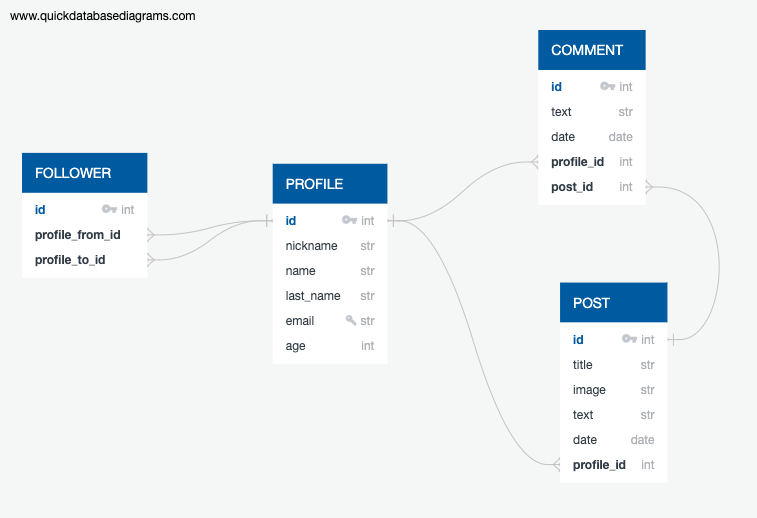 www.quickdatabasediagrams.com
FOLLOWER
id int
profile_from_id
profile_to_id
PROFILE
id int
nickname str
name str
last_name str
email str
age int
COMMENT
id int
text str
date date
profile_id int
post_id int
POST
id int
title str
image str
text str
date date
profile_id int